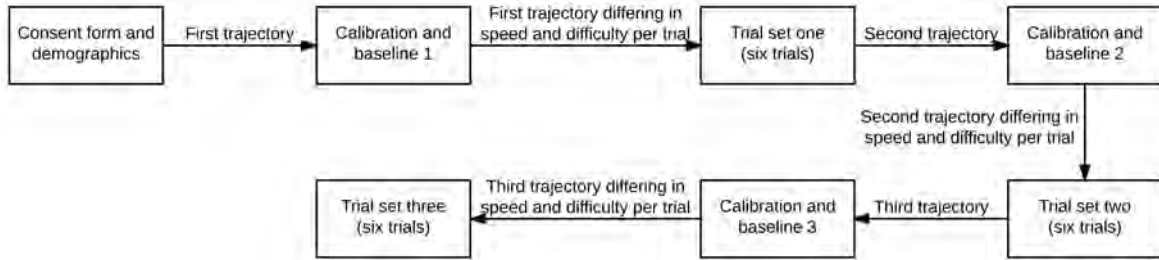 Consent form and
demographics
First trajectory
Calibration and
baseline 1
First trajectory differing in
speed and difficulty per trial
Trial set one
(six trials)
Second trajectory
Calibration and
baseline 2
Second trajectory differing in
speed and difficulty per trial
Trial set two
(six trials)
Third trajectory
Calibration and
baseline 3
Third trajectory differing in
speed and difficulty per trial
Trial set three
(six trials)